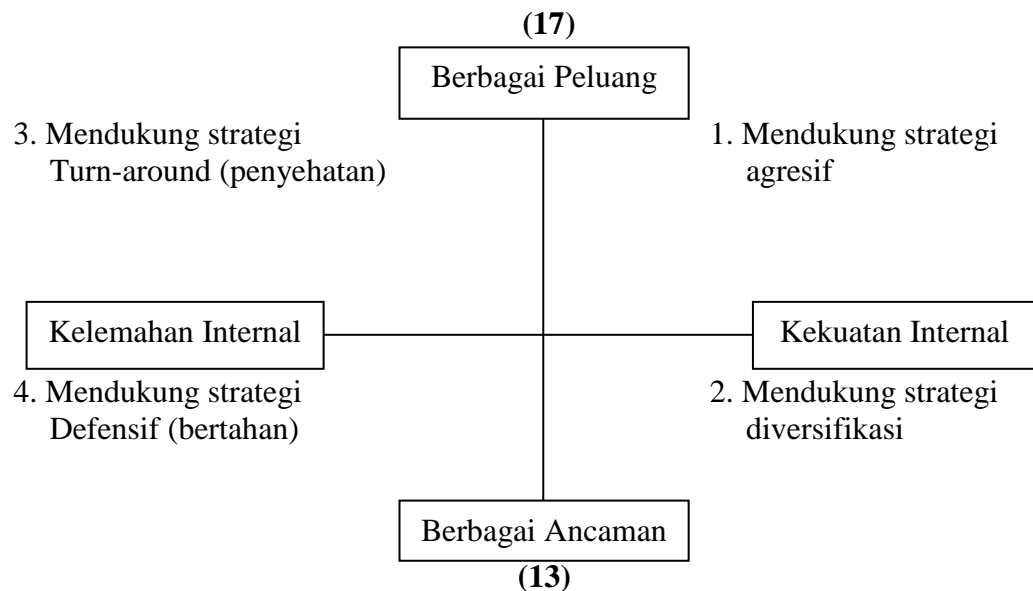 (17)
Berbagai Peluang
3. Mendukung strategi
Turn-around (penyehatan)
1. Mendukung strategi
agresif
Kelemahan Internal
Kekuatan Internal
4. Mendukung strategi
Defensif (bertahan)
2. Mendukung strategi
diversifikasi
Berbagai Ancaman
(13)